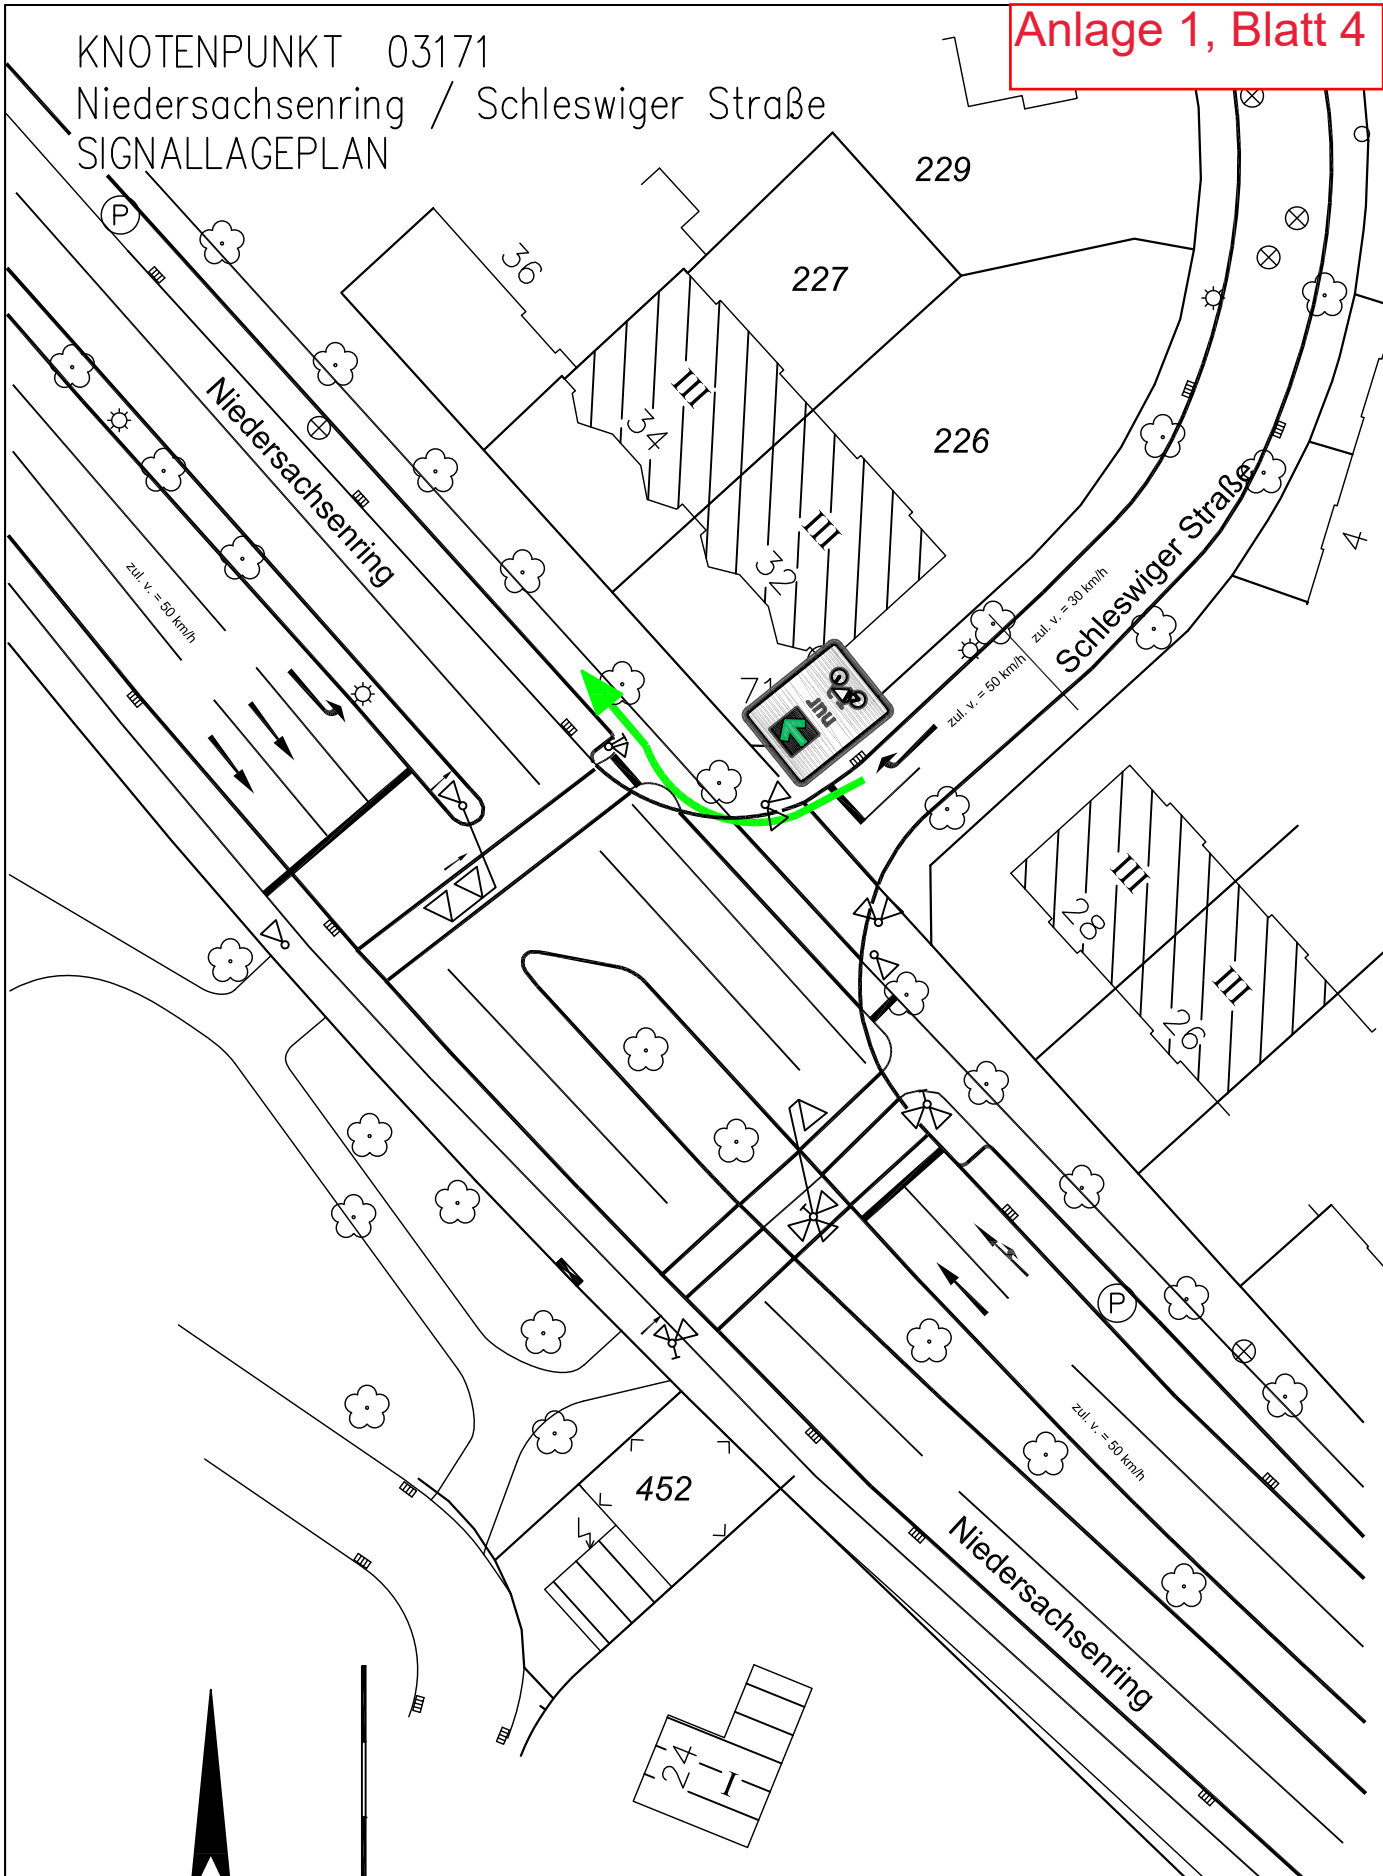 Anlage 1, Blatt 4
KNOTENPUNKT 03171
Niedersachsenring / Schleswiger Straße
SIGNALLAGEPLAN
229
P
36
227
III
Niedersachsenring
34
226
III
32
4
zul. v. = 50 km/h
zul. v. = 30 km/h
Schleswiger Straße
zul. v. = 50 km/h
71
nur
III
28
III
26
P
zul. v. = 50 km/h
452
Niedersachsenring
24
I